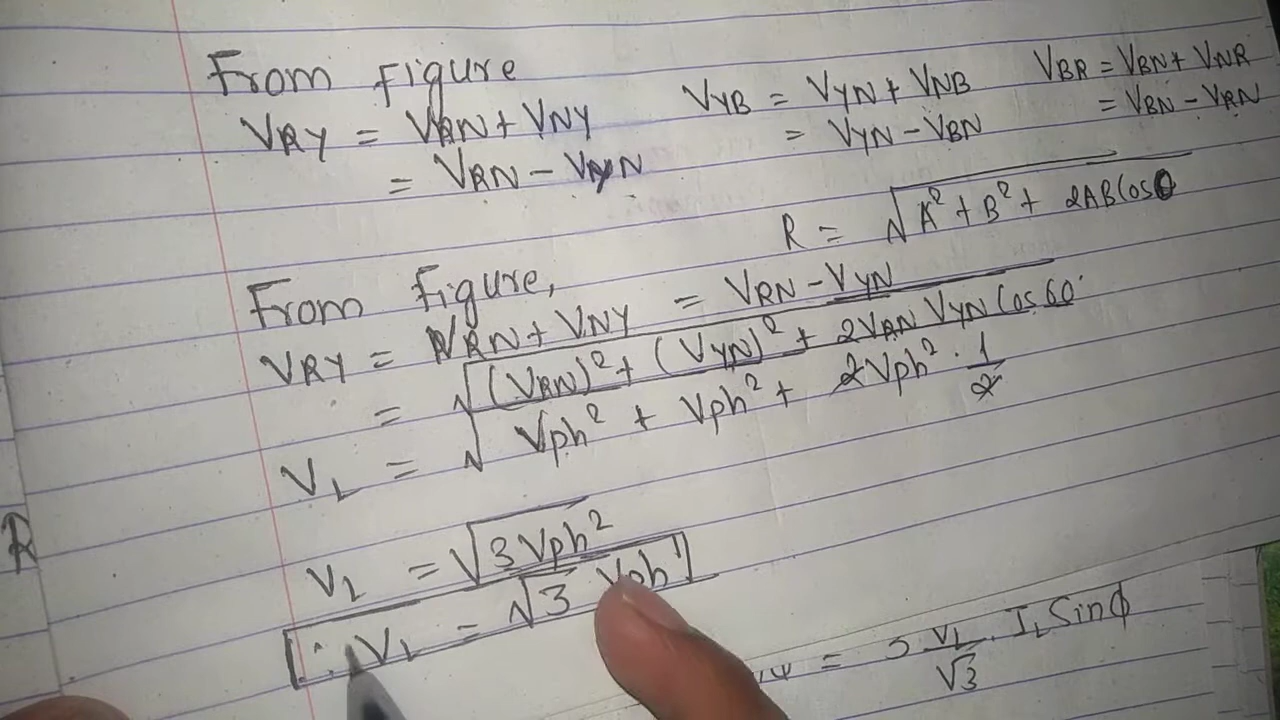 From Figure
VRY = VRN + VNY
= VRN - VYN
VYB = VYN + VNB
= VYN - VBN
VBR = VBN + VNR
= VBN - VRN
R = √A² + B² + 2AB Cosθ
From Figure,
VRY = VRN + VNY = VRN - VYN
= √(VRN)² + (VYN)² + 2VRN VYN Cos 60°
VL = √Vph² + Vph² + 2Vph² · 1/2
VL = √3 Vph²
∴ VL = √3 Vph
R
= 3 VL/√3 · IL Sinϕ